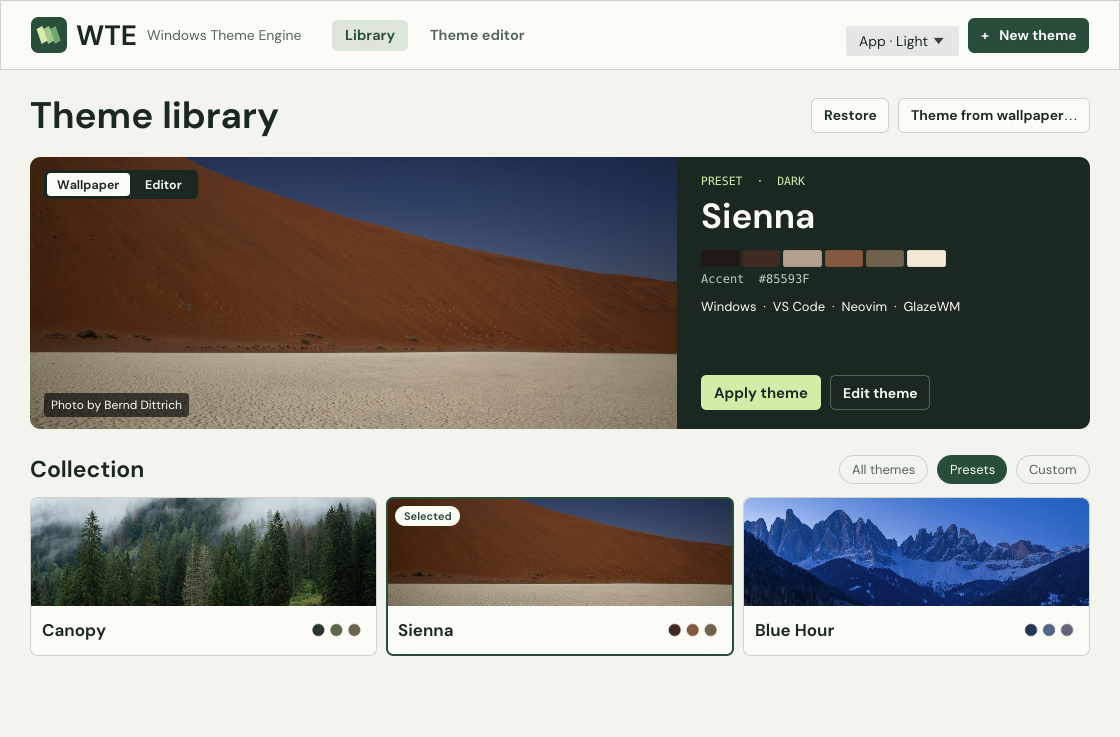 WTE Windows Theme Engine Library Theme editor App · Light + New theme
Theme library
Restore Theme from wallpaper...
Wallpaper Editor
PRESET · DARK
Sienna
Accent #85593F
Windows · VS Code · Neovim · GlazeWM
Apply theme Edit theme
Photo by Bernd Dittrich
Collection
All themes Presets Custom
Selected
Canopy
Sienna
Blue Hour